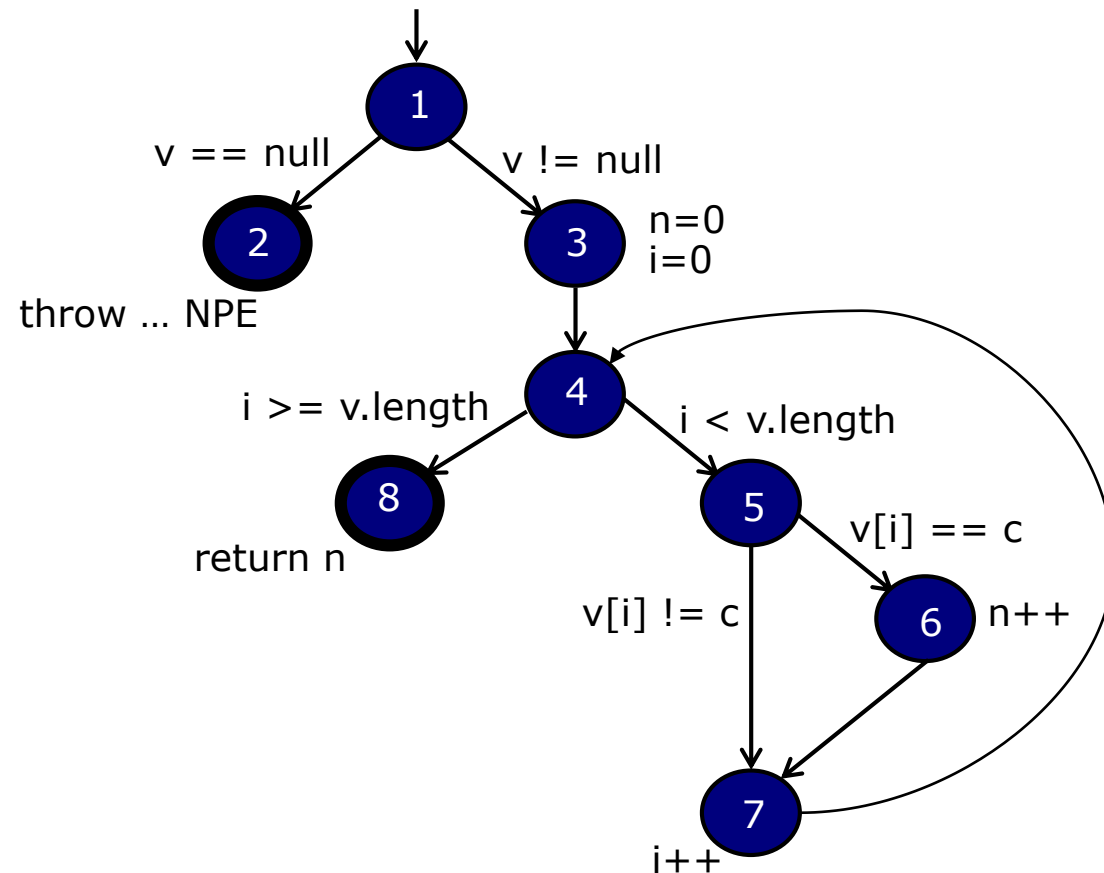 1
v == null
v != null
2
3
n=0
i=0
throw ... NPE
4
i >= v.length
i < v.length
8
5
return n
v[i] == c
v[i] != c
6
n++
7
i++